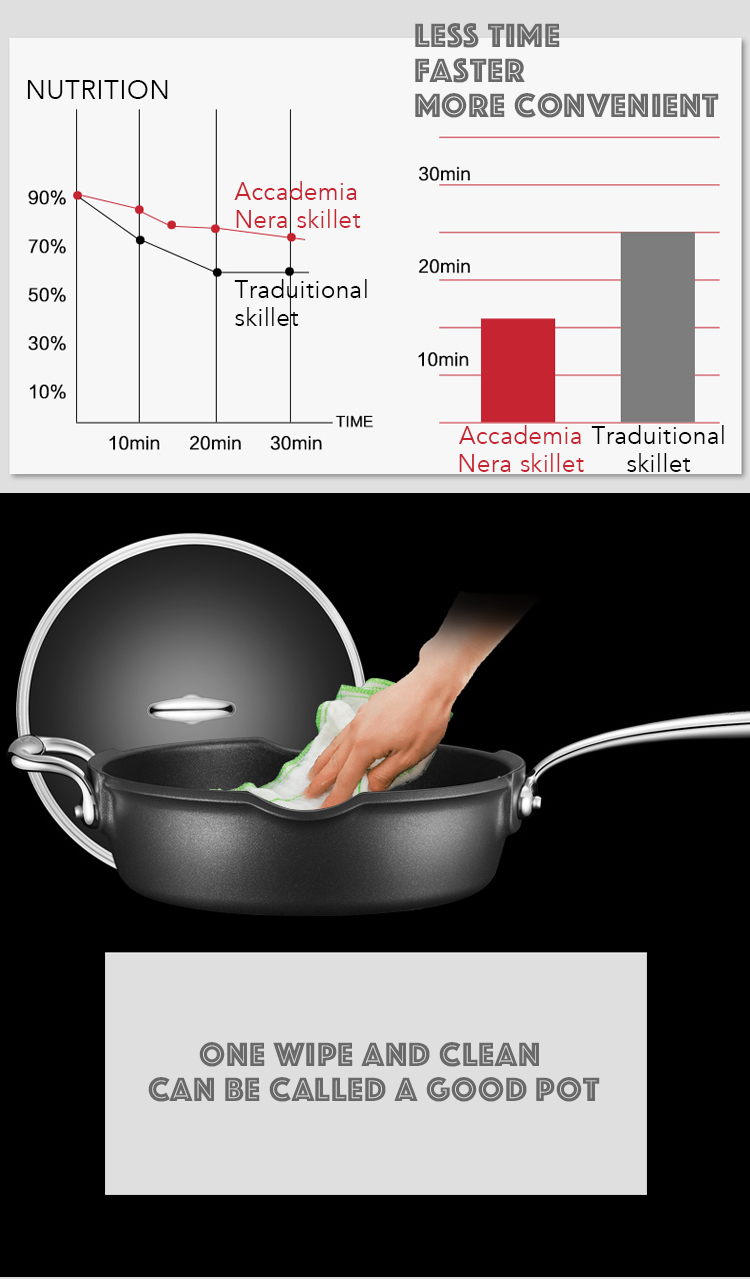 LESS TIME
FASTER
MORE CONVENIENT
NUTRITION
90%
70%
50%
30%
10%
Accademia
Nera skillet
Traduitional
skillet
TIME
10min
20min
30min
30min
20min
10min
Accademia
Nera skillet
Traduitional
skillet
ONE WIPE AND CLEAN
CAN BE CALLED A GOOD POT